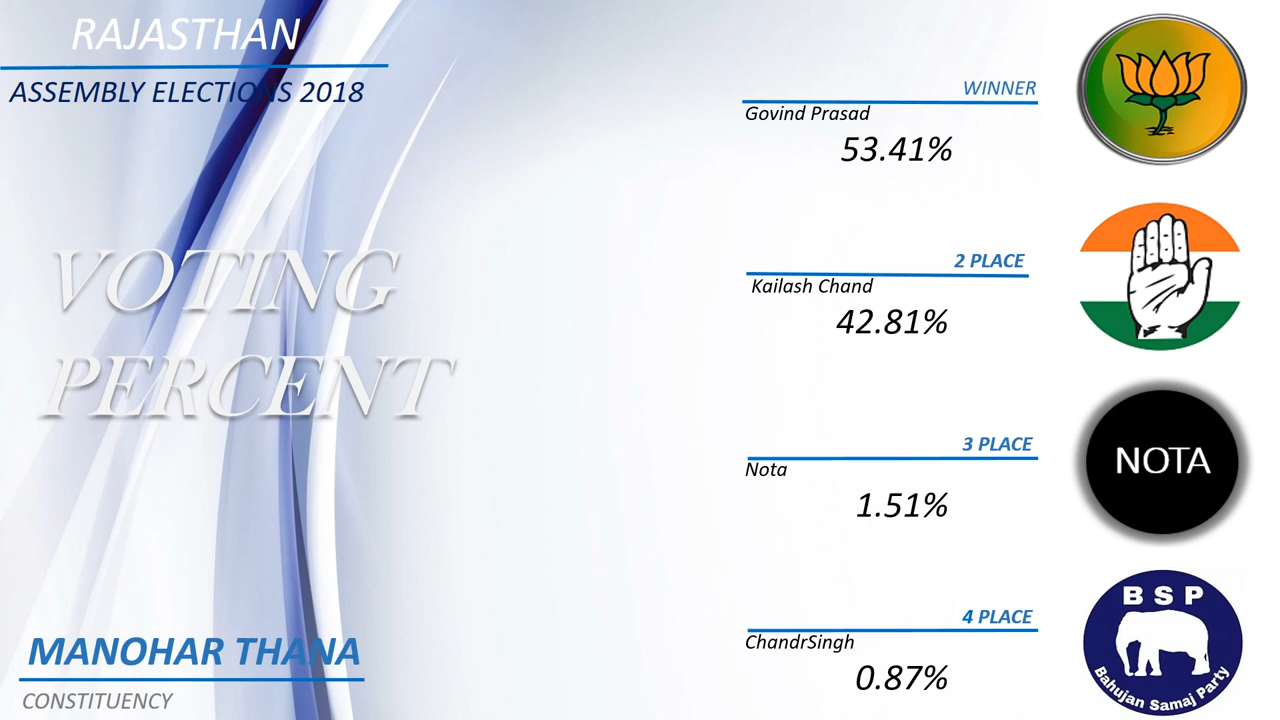 RAJASTHAN
ASSEMBLY ELECTIONS 2018
VOTING
PERCENT
MANOHAR THANA
CONSTITUENCY
WINNER
Govind Prasad
53.41%
2 PLACE
Kailash Chand
42.81%
3 PLACE
Nota
1.51%
NOTA
4 PLACE
ChandrSingh
0.87%
BSP
Bahujan Samaj Party